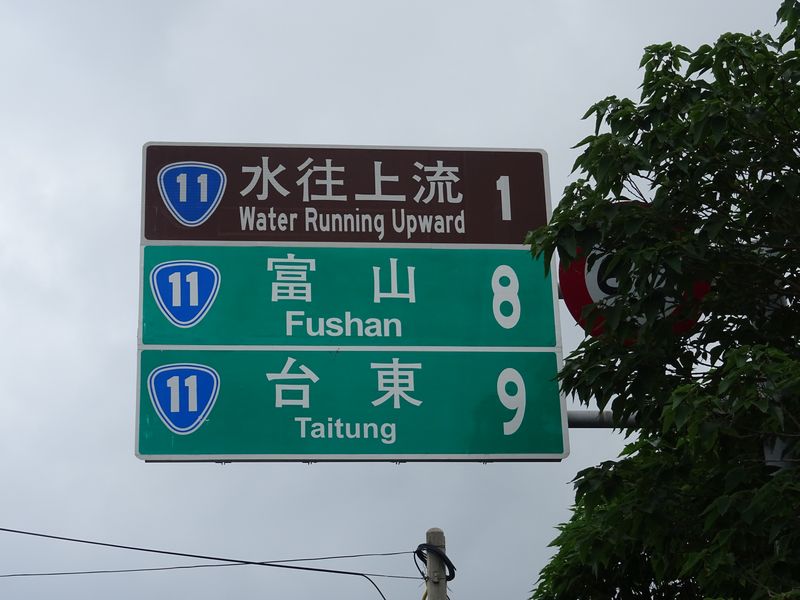 11 水往上流 1
Water Running Upward
11 富山 8
Fushan
11 台東 9
Taitung